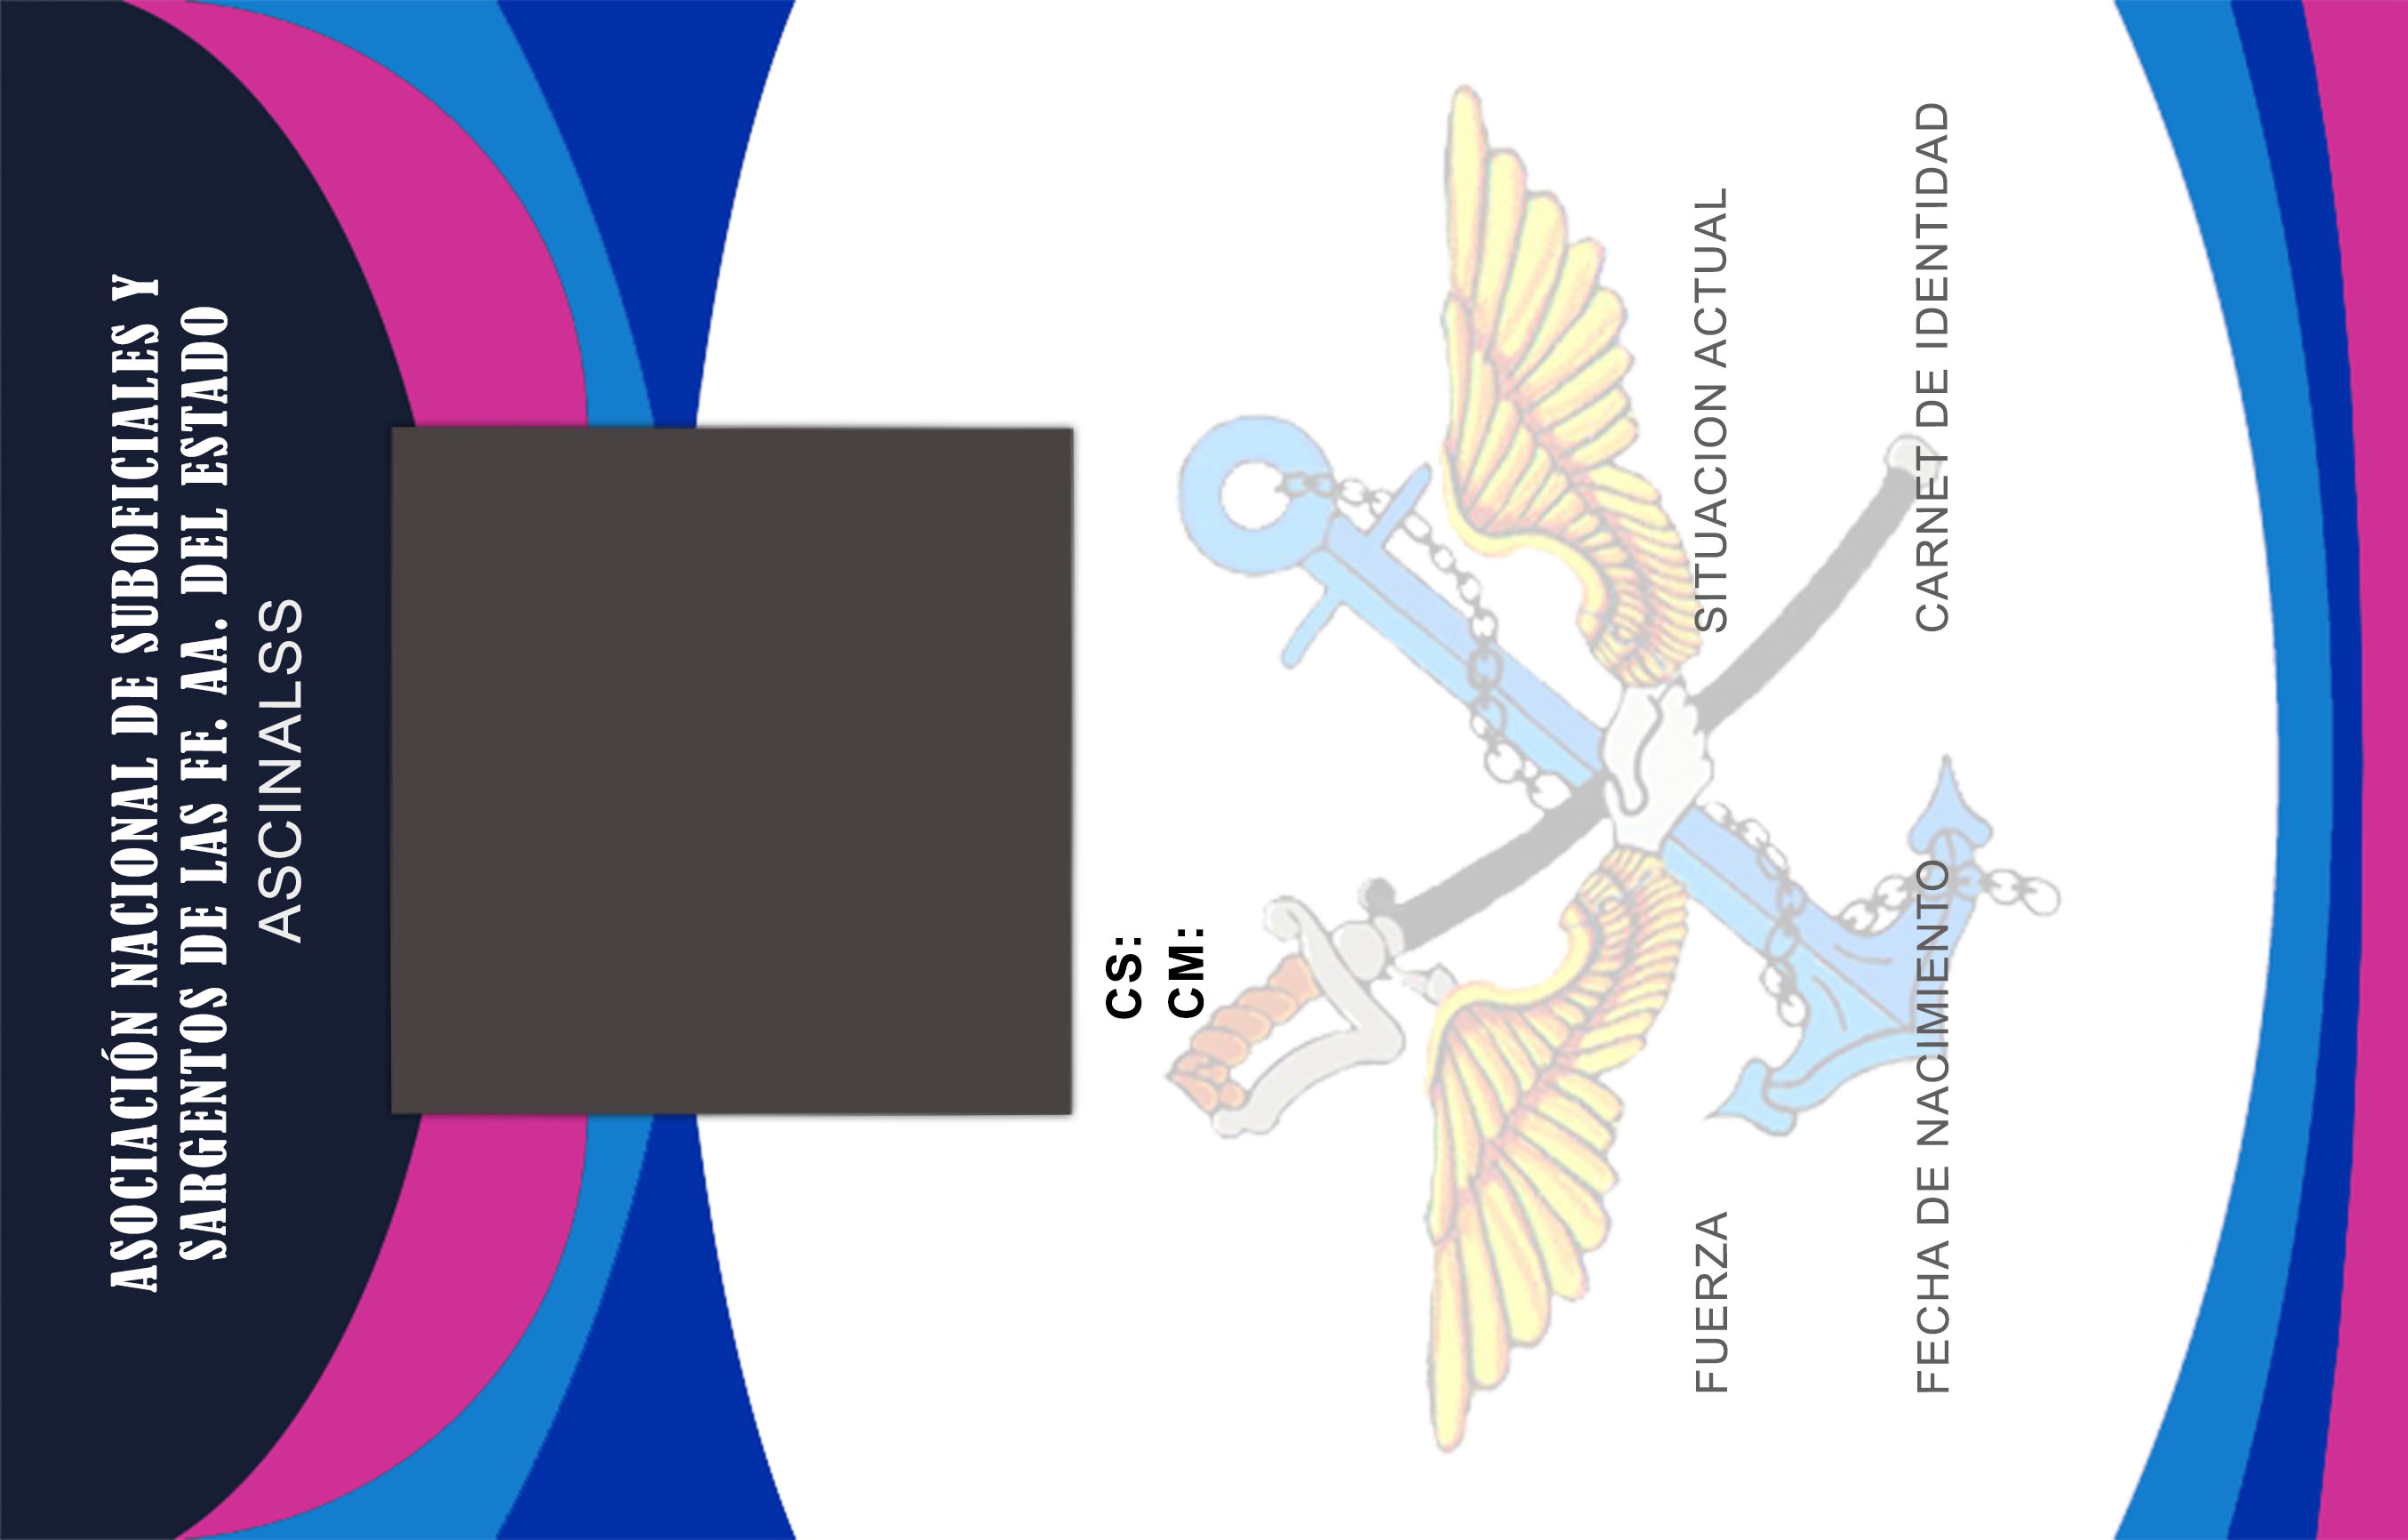 ASOCIACIÓN NACIONAL DE SUBOFICIALES Y
SARGENTOS DE LAS FF. AA. DEL ESTADO
ASCINALSS
CS:
CM:
FUERZA
SITUACION ACTUAL
FECHA DE NACIMIENTO
CARNET DE IDENTIDAD